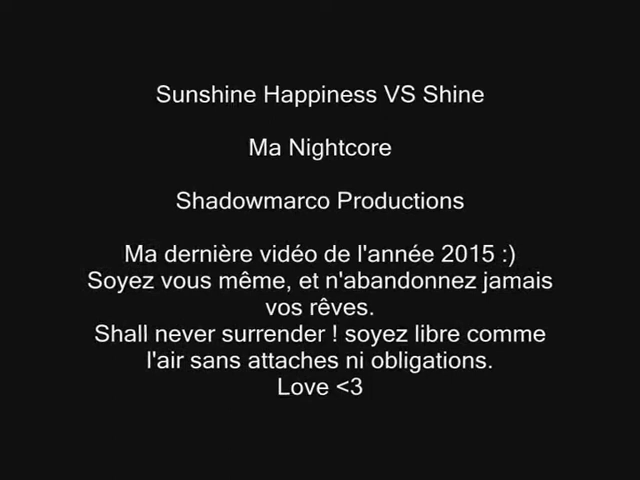 Sunshine Happiness VS Shine
Ma Nightcore
Shadowmarco Productions
Ma dernière vidéo de l'année 2015 :)
Soyez vous même, et n'abandonnez jamais
vos rêves.
Shall never surrender ! soyez libre comme
l'air sans attaches ni obligations.
Love <3